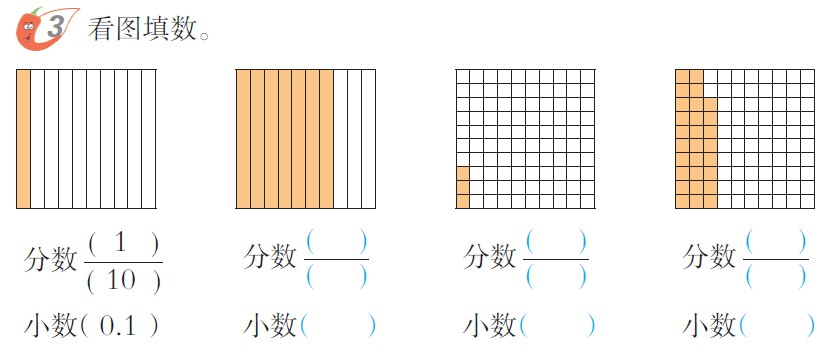 3 看图填数。
分数 ( 1 ) / ( 10 ) 分数 (  ) / (  ) 分数 (  ) / (  ) 分数 (  ) / (  )
小数( 0.1 ) 小数(  ) 小数(  ) 小数(  )